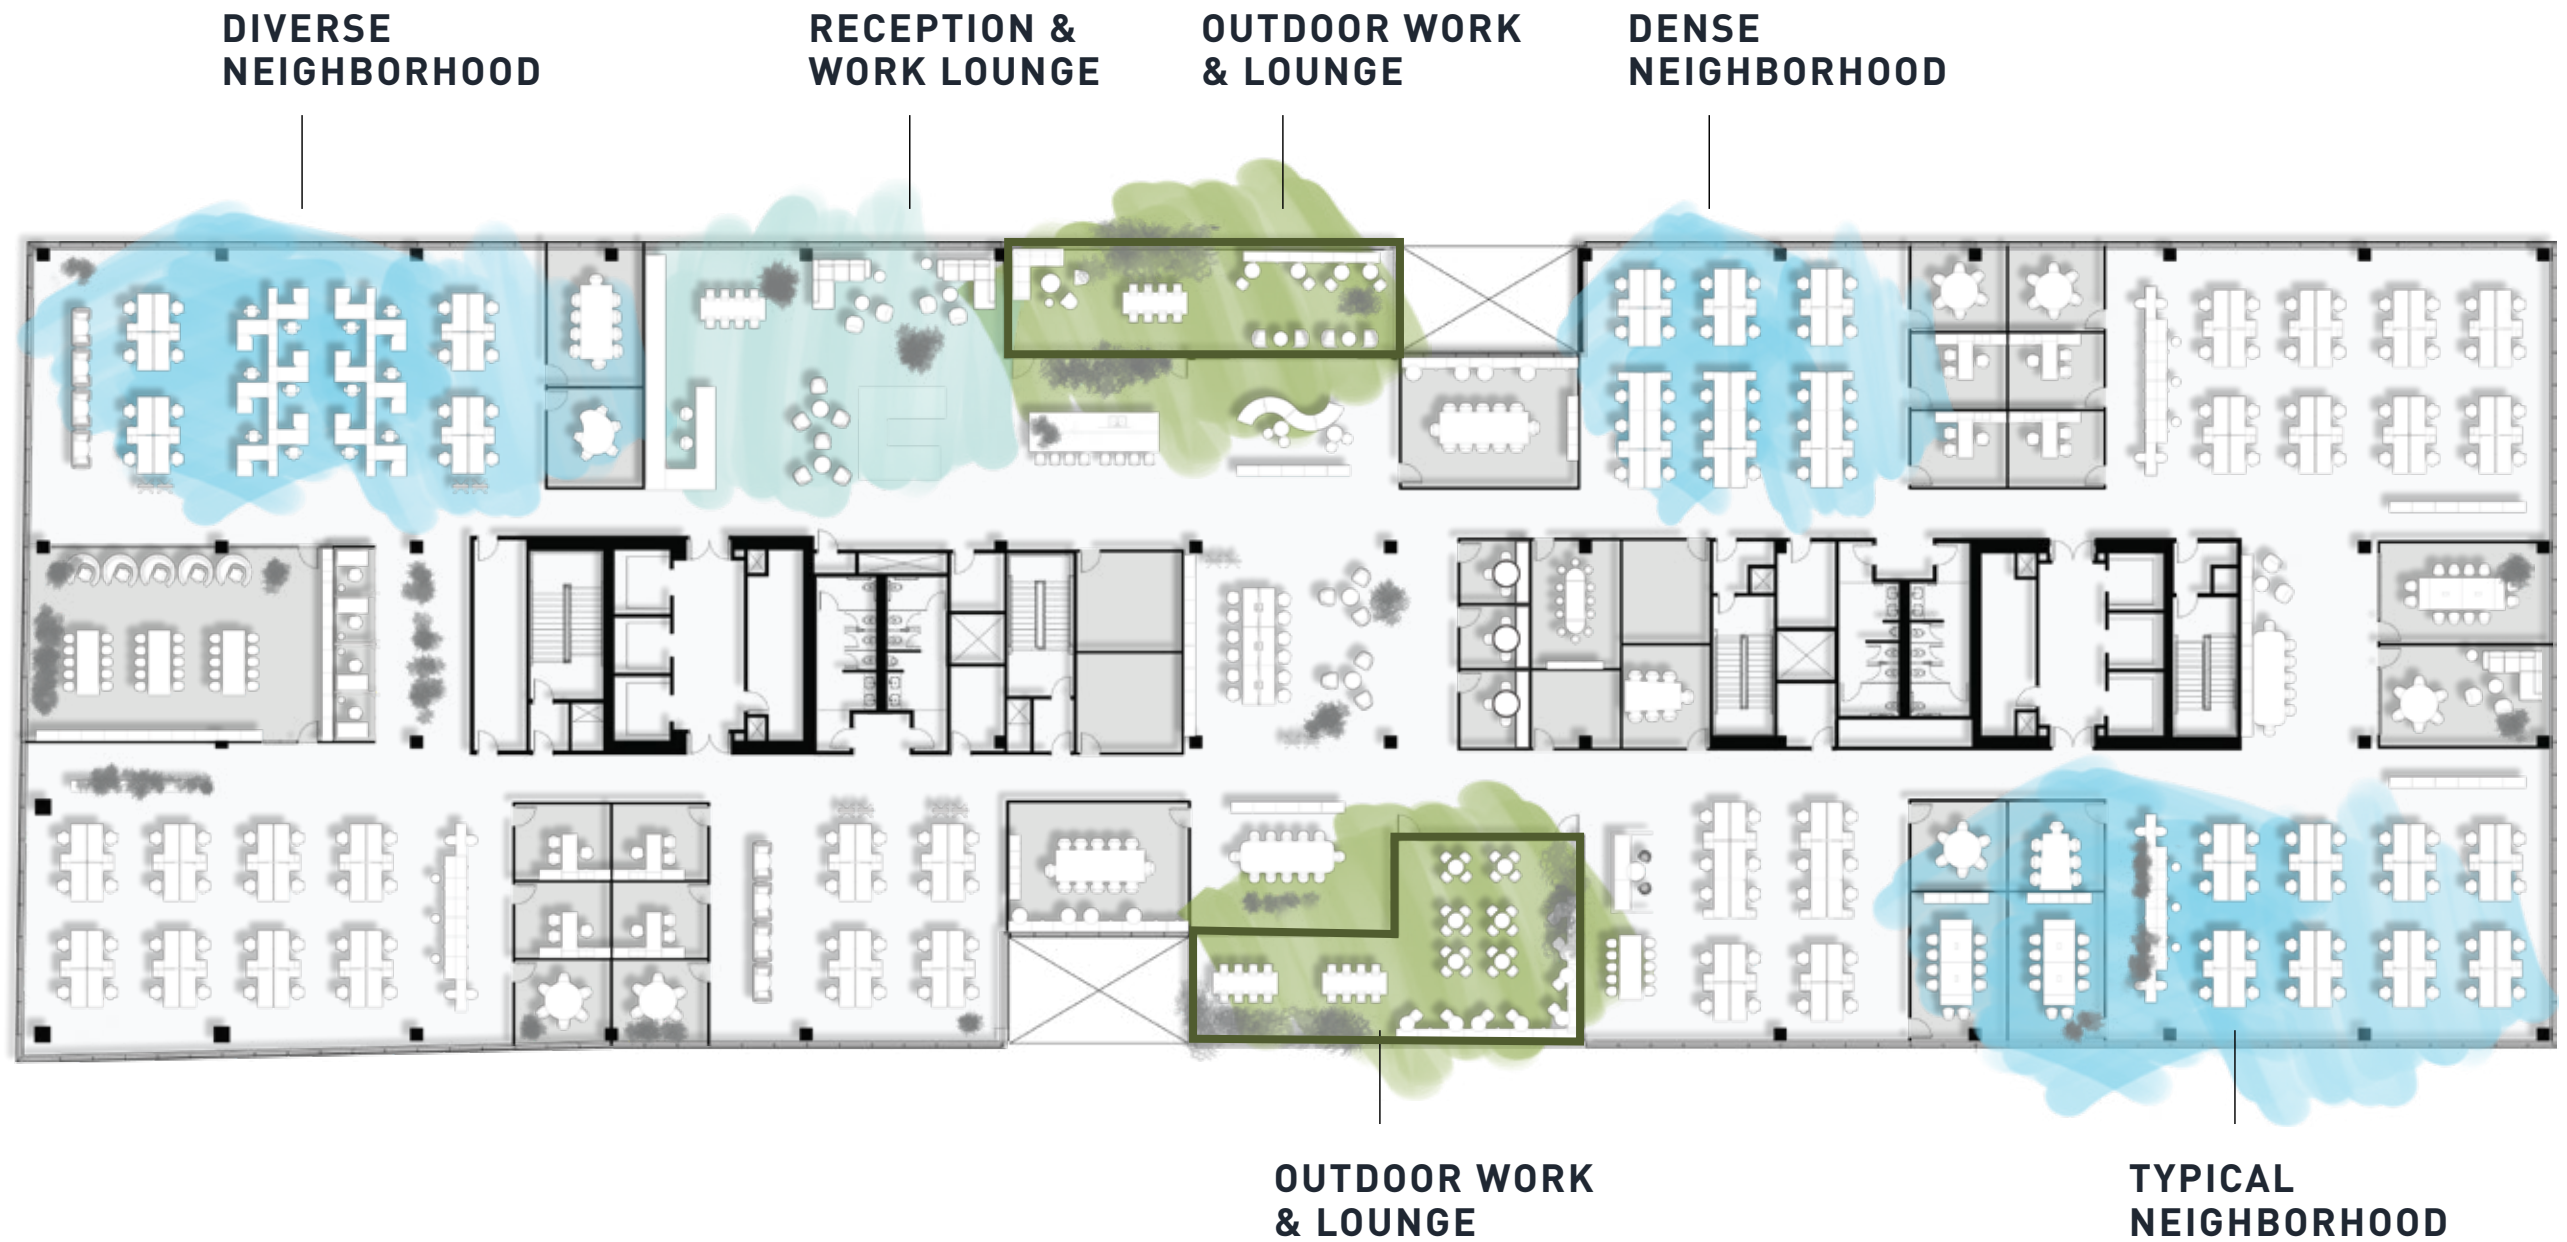 DIVERSE
NEIGHBORHOOD
RECEPTION &
WORK LOUNGE
OUTDOOR WORK
& LOUNGE
DENSE
NEIGHBORHOOD
OUTDOOR WORK
& LOUNGE
TYPICAL
NEIGHBORHOOD